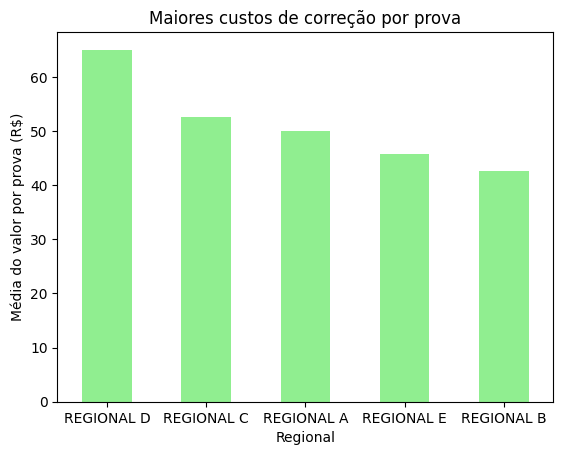 Maiores custos de correção por prova
Média do valor por prova (R$)
60
50
40
30
20
10
0
REGIONAL D REGIONAL C REGIONAL A REGIONAL E REGIONAL B
Regional